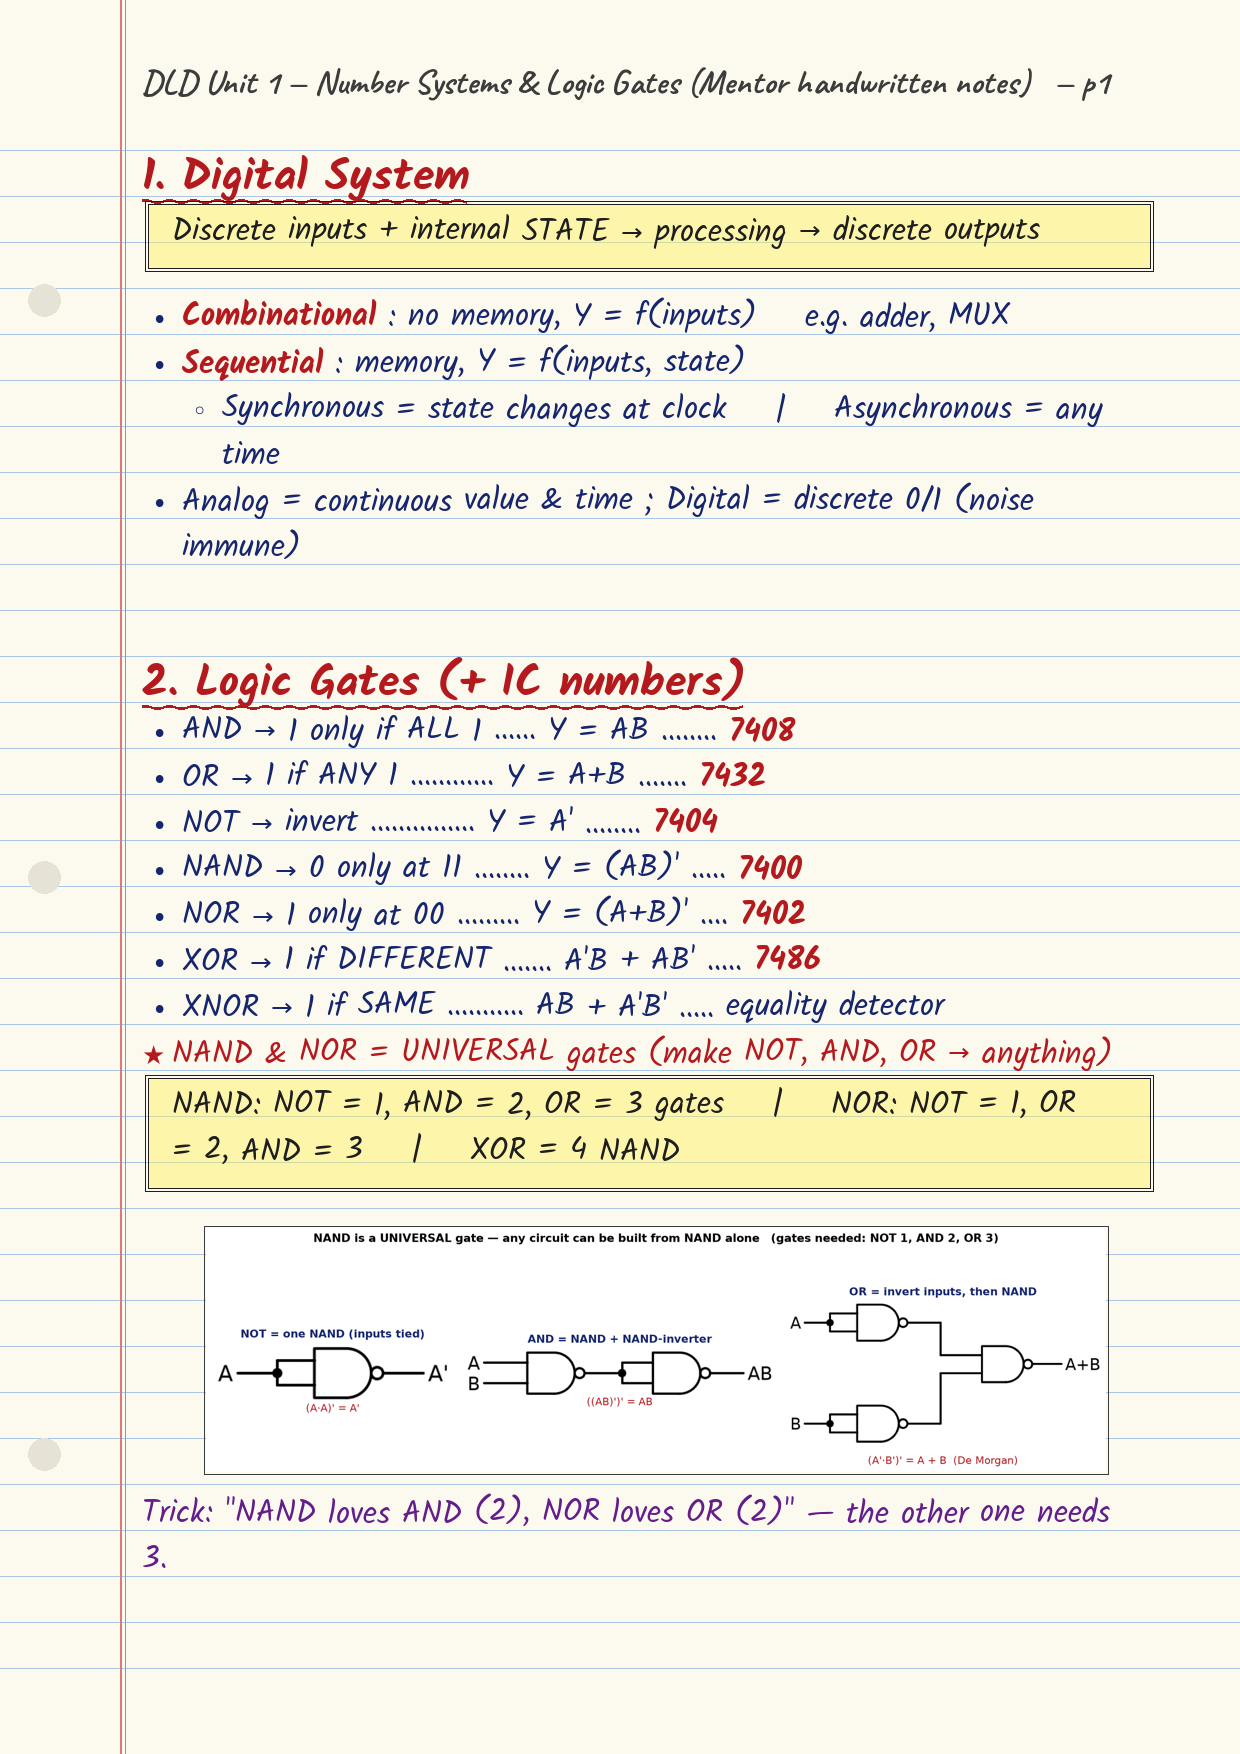 DLD Unit 1 – Number Systems & Logic Gates (Mentor handwritten notes) – p1
1. Digital System
Discrete inputs + internal STATE → processing → discrete outputs
• Combinational : no memory, Y = f(inputs) e.g. adder, MUX
• Sequential : memory, Y = f(inputs, state)
◦ Synchronous = state changes at clock | Asynchronous = any
time
• Analog = continuous value & time ; Digital = discrete 0/1 (noise
immune)
2. Logic Gates (+ IC numbers)
• AND → 1 only if ALL 1 ...... Y = AB ........ 7408
• OR → 1 if ANY 1 ............ Y = A+B ....... 7432
• NOT → invert ............... Y = A' ........ 7404
• NAND → 0 only at 11 ........ Y = (AB)' ..... 7400
• NOR → 1 only at 00 ......... Y = (A+B)' .... 7402
• XOR → 1 if DIFFERENT ....... A'B + AB' ..... 7486
• XNOR → 1 if SAME ........... AB + A'B' ..... equality detector
★ NAND & NOR = UNIVERSAL gates (make NOT, AND, OR → anything)
NAND: NOT = 1, AND = 2, OR = 3 gates | NOR: NOT = 1, OR
= 2, AND = 3 | XOR = 4 NAND
NAND is a UNIVERSAL gate — any circuit can be built from NAND alone (gates needed: NOT 1, AND 2, OR 3)
NOT = one NAND (inputs tied)
A A'
(A·A)' = A'
AND = NAND + NAND-inverter
A
B
AB
((AB)')' = AB
OR = invert inputs, then NAND
A
A+B
B
(A'·B')' = A + B (De Morgan)
Trick: "NAND loves AND (2), NOR loves OR (2)" — the other one needs
3.